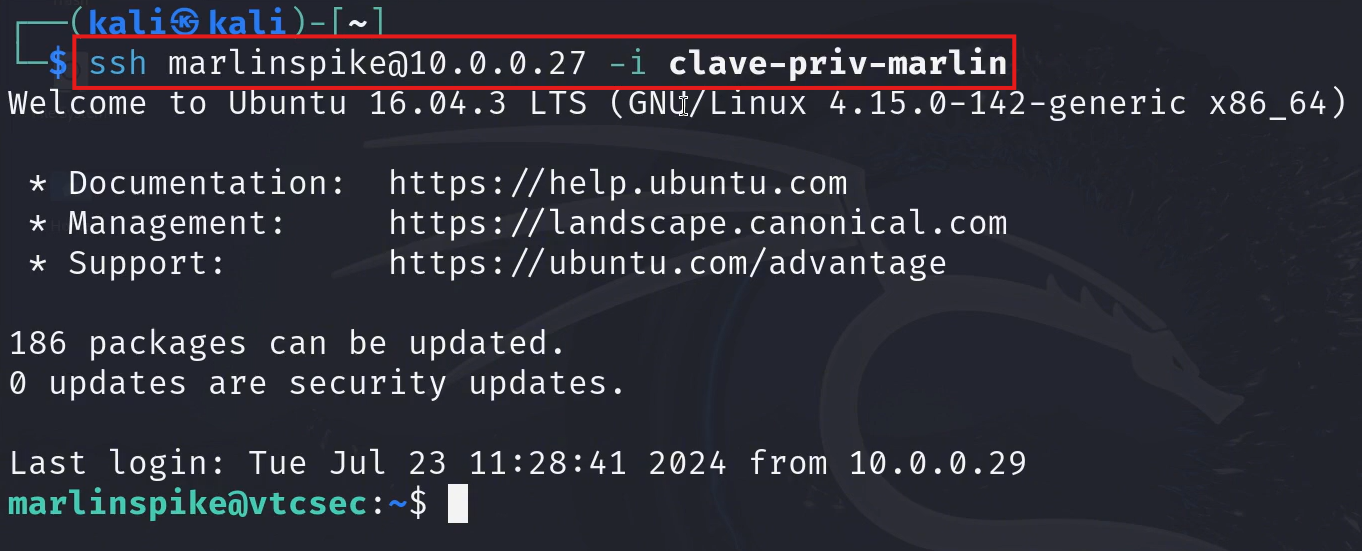 ┌──(kali㉿kali)-[~]
└─$ ssh marlinspike@10.0.0.27 -i clave-priv-marlin
Welcome to Ubuntu 16.04.3 LTS (GNU/Linux 4.15.0-142-generic x86_64)
* Documentation:  https://help.ubuntu.com
* Management:     https://landscape.canonical.com
* Support:        https://ubuntu.com/advantage
186 packages can be updated.
0 updates are security updates.
Last login: Tue Jul 23 11:28:41 2024 from 10.0.0.29
marlinspike@vtcsec:~$